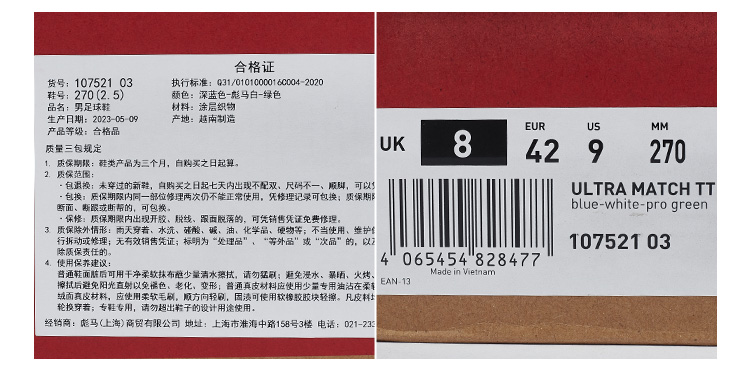 合格证
货号: 107521 03
执行标准: Q31/01010000160004-2020
鞋号: 270(2.5)
颜色: 深蓝色-彪马白-绿色
品名: 男足球鞋
材料: 涂层织物
生产日期: 2023-05-09
产地: 越南制造
产品等级: 合格品
质量三包规定
1. 质保期限: 鞋类产品为三个月, 自购买之日起算。
2. 质保范围:
· 包退换: 未穿过的新鞋, 自购买之日起七天内出现不配双、尺码不一、顺脚, 可以
· 包换: 质保期限内同一部位修理两次仍不能正常使用, 凭修理记录可包换; 质保期
断面、断跟或断帮的, 可包换。
· 保修: 质保期限内出现开胶、脱线、跟面脱落的, 可凭销售凭证免费修理。
3. 质保除外情形: 雨天穿着、水洗、碰酸、碱、油、化学品、硬物等; 不当使用、维护
行拆动或修理; 无有效销售凭证; 标明为“处理品”、“等外品”或“次品”的, 以
除质保责任的。
4. 使用保养建议:
普通鞋面脏后可用干净柔软抹布蘸少量清水擦拭, 请勿猛刷; 避免浸水、暴晒、火烤、
擦拭后避免阳光直射以免褪色、老化、变形; 普通真皮材料应使用少量专用油沾在柔
绒面真皮材料, 应使用柔软毛刷, 顺方向轻刷, 困渍可使用软橡胶胶块轻擦。凡皮料
轮换穿着; 专鞋专用, 请勿超出鞋子的设计用途使用。
经销商: 彪马(上海)商贸有限公司 地址: 上海市淮海中路158号3楼 电话: 021-233
UK 8
EUR 42
US 9
MM 270
ULTRA MATCH TT
blue-white-pro green
107521 03
4 065454 828477
Made in Vietnam
EAN-13